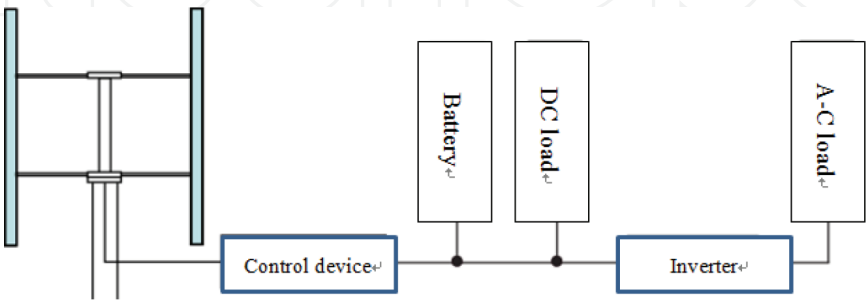 Battery
DC load
A-C load
Control device
Inverter